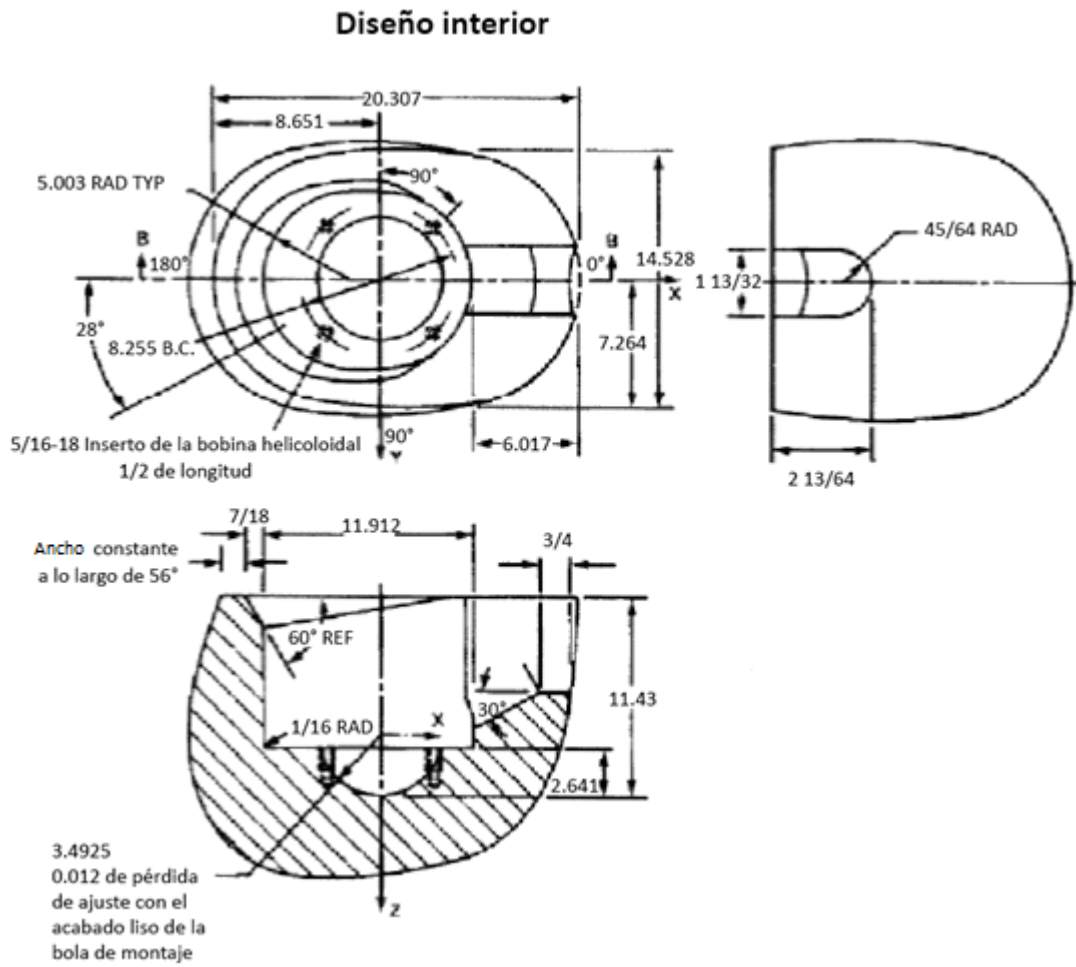 Diseño interior
20.307
8.651
5.003 RAD TYP
90°
B
180°
0°
B
X
14.528
28°
8.255 B.C.
7.264
5/16-18 Inserto de la bobina helicoloidal
1/2 de longitud
90°
Y
6.017
45/64 RAD
1 13/32
2 13/64
7/18
11.912
3/4
Ancho constante
a lo largo de 56°
60° REF
30°
11.43
1/16 RAD
X
2.641
3.4925
0.012 de pérdida
de ajuste con el
acabado liso de la
bola de montaje
Z